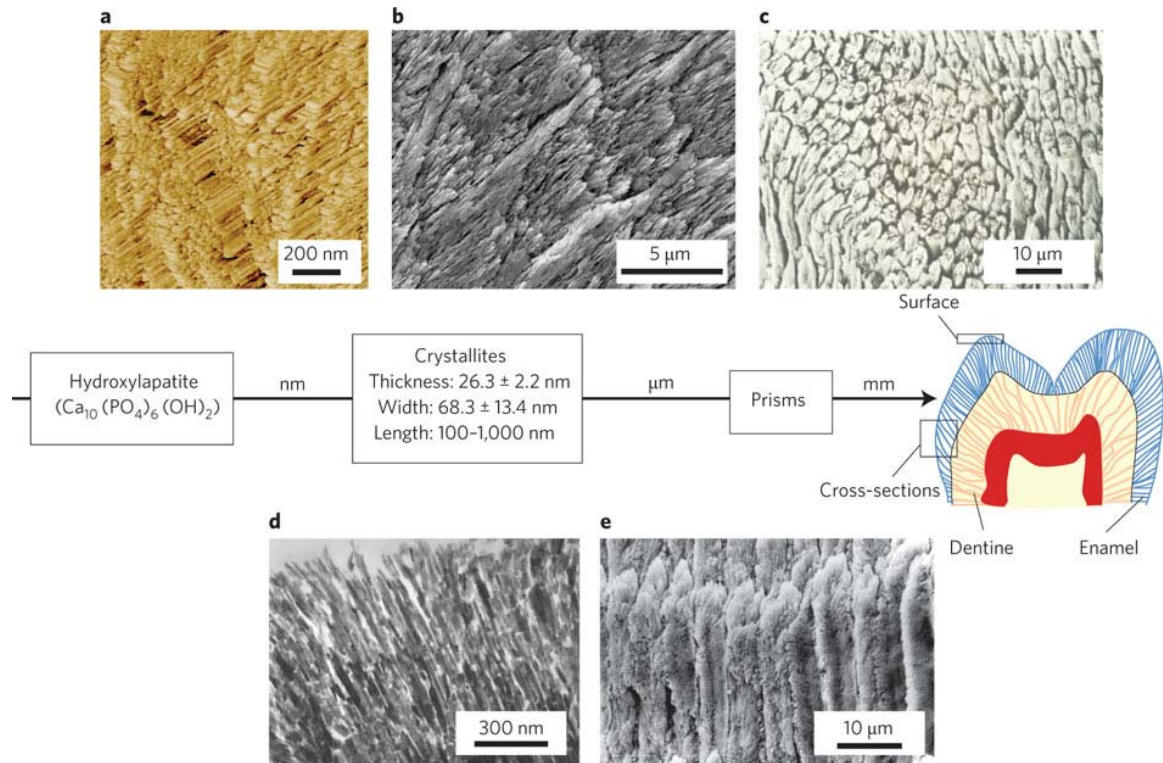 a
b
c
200 nm
5 µm
10 µm
Surface
Hydroxylapatite
(Ca₁₀ (PO₄)₆ (OH)₂)
nm
Crystallites
Thickness: 26.3 ± 2.2 nm
Width: 68.3 ± 13.4 nm
Length: 100–1,000 nm
µm
Prisms
mm
Cross-sections
Dentine
Enamel
d
e
300 nm
10 µm